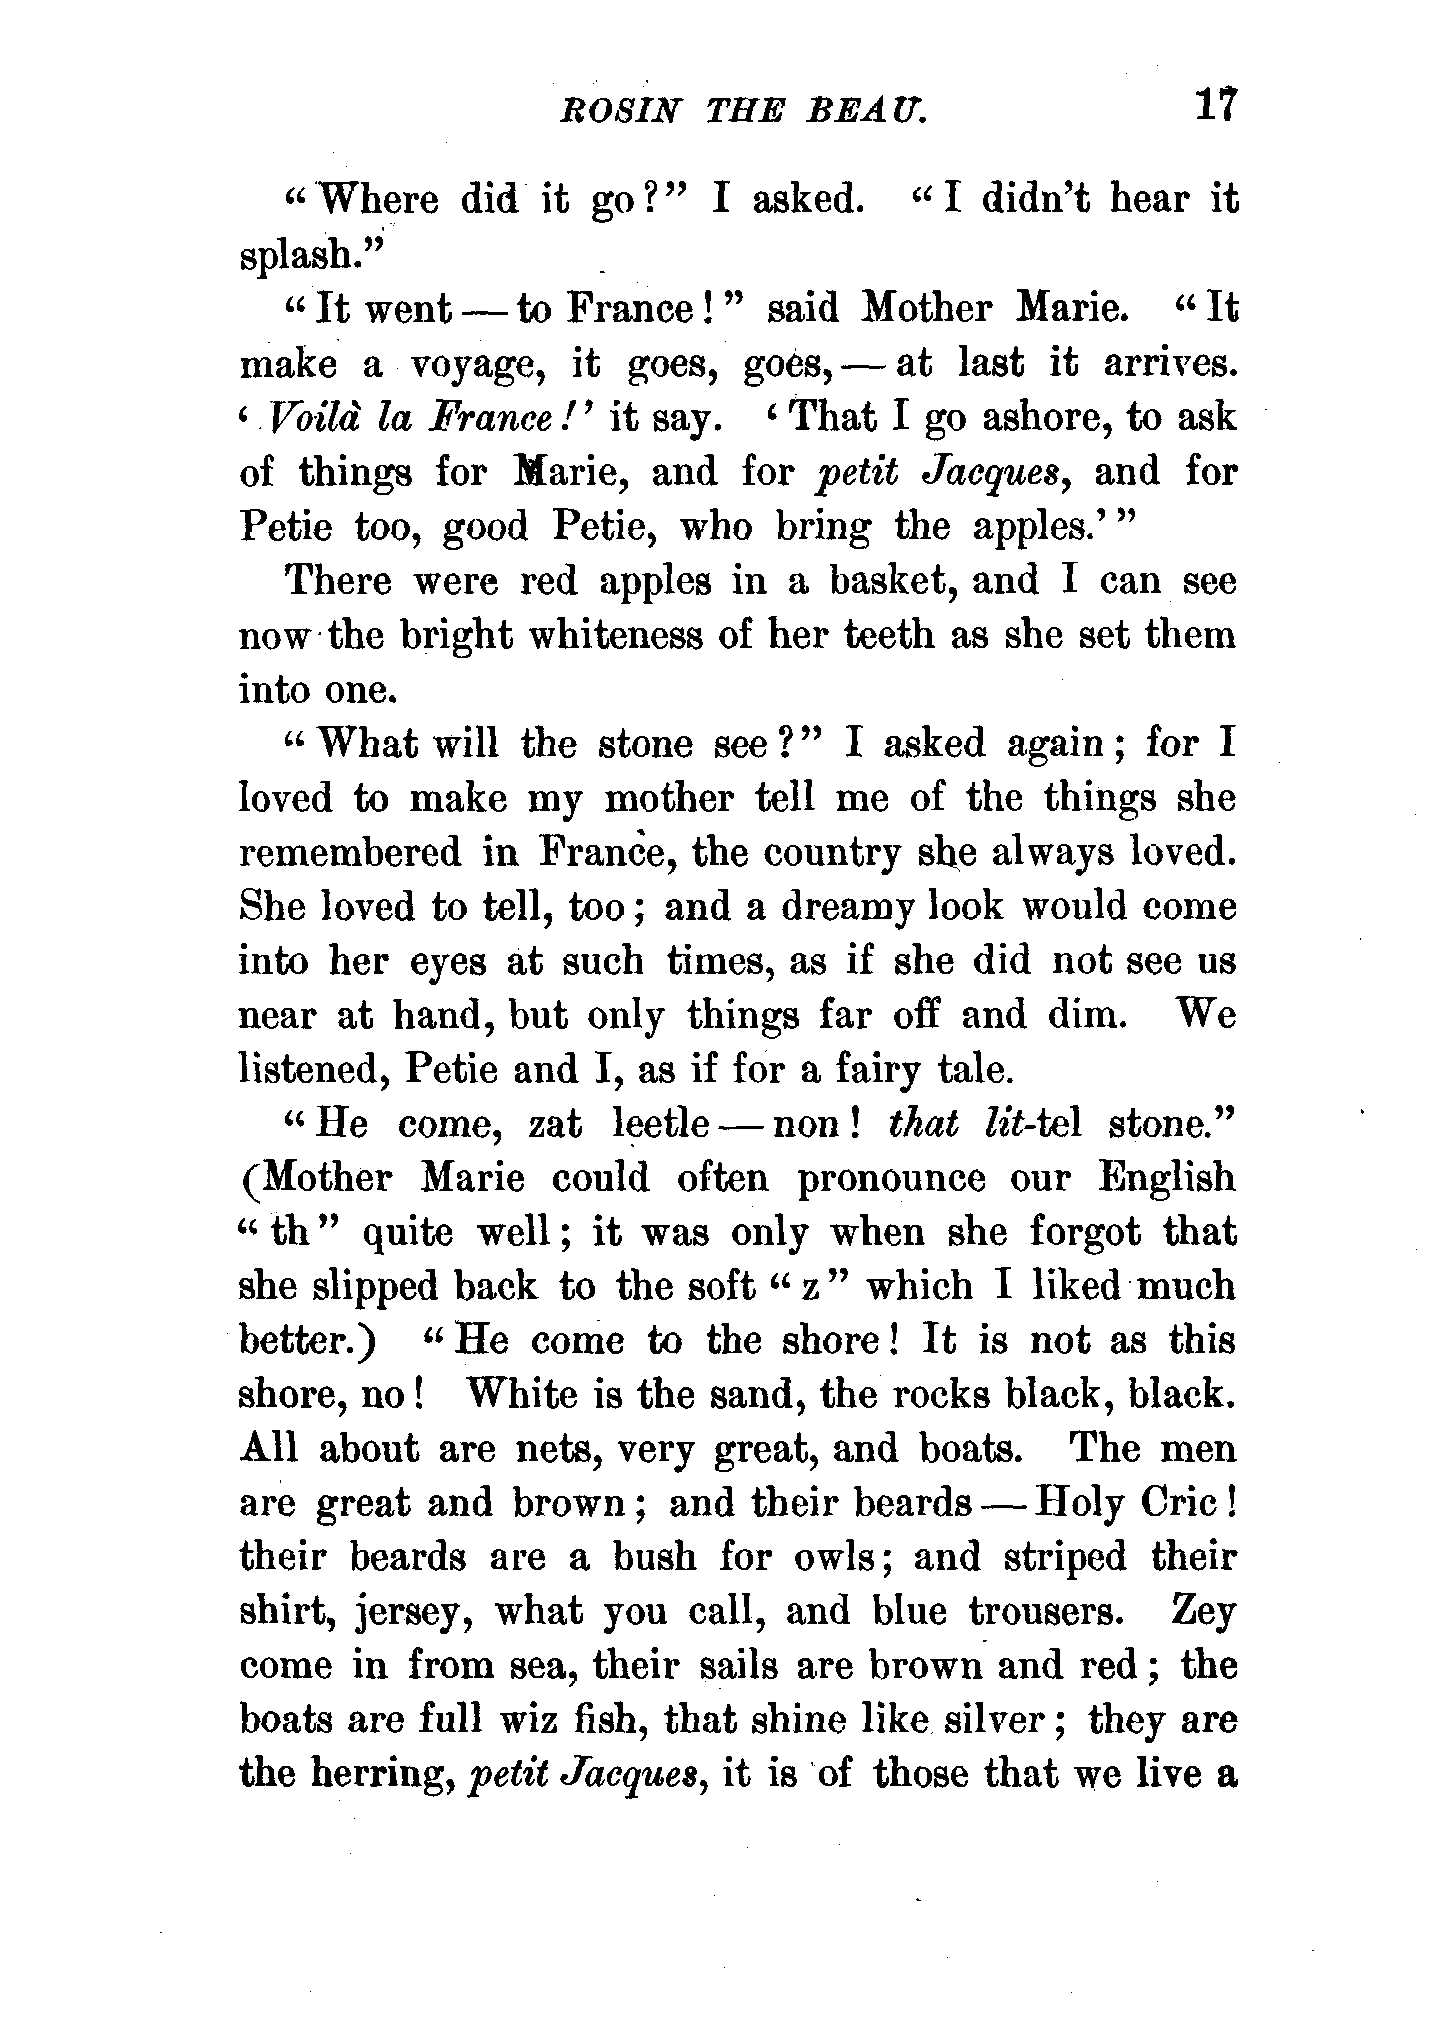 ROSIN THE BEAU. 17
"Where did it go?" I asked. "I didn't hear it
splash."
"It went — to France!" said Mother Marie. "It
make a voyage, it goes, goes, — at last it arrives.
'Voilà la France!' it say. 'That I go ashore, to ask
of things for Marie, and for petit Jacques, and for
Petie too, good Petie, who bring the apples.'"
There were red apples in a basket, and I can see
now the bright whiteness of her teeth as she set them
into one.
"What will the stone see?" I asked again; for I
loved to make my mother tell me of the things she
remembered in France, the country she always loved.
She loved to tell, too; and a dreamy look would come
into her eyes at such times, as if she did not see us
near at hand, but only things far off and dim. We
listened, Petie and I, as if for a fairy tale.
"He come, zat leetle — non! that lit-tel stone."
(Mother Marie could often pronounce our English
"th" quite well; it was only when she forgot that
she slipped back to the soft "z" which I liked much
better.) "He come to the shore! It is not as this
shore, no! White is the sand, the rocks black, black.
All about are nets, very great, and boats. The men
are great and brown; and their beards — Holy Cric!
their beards are a bush for owls; and striped their
shirt, jersey, what you call, and blue trousers. Zey
come in from sea, their sails are brown and red; the
boats are full wiz fish, that shine like silver; they are
the herring, petit Jacques, it is of those that we live a